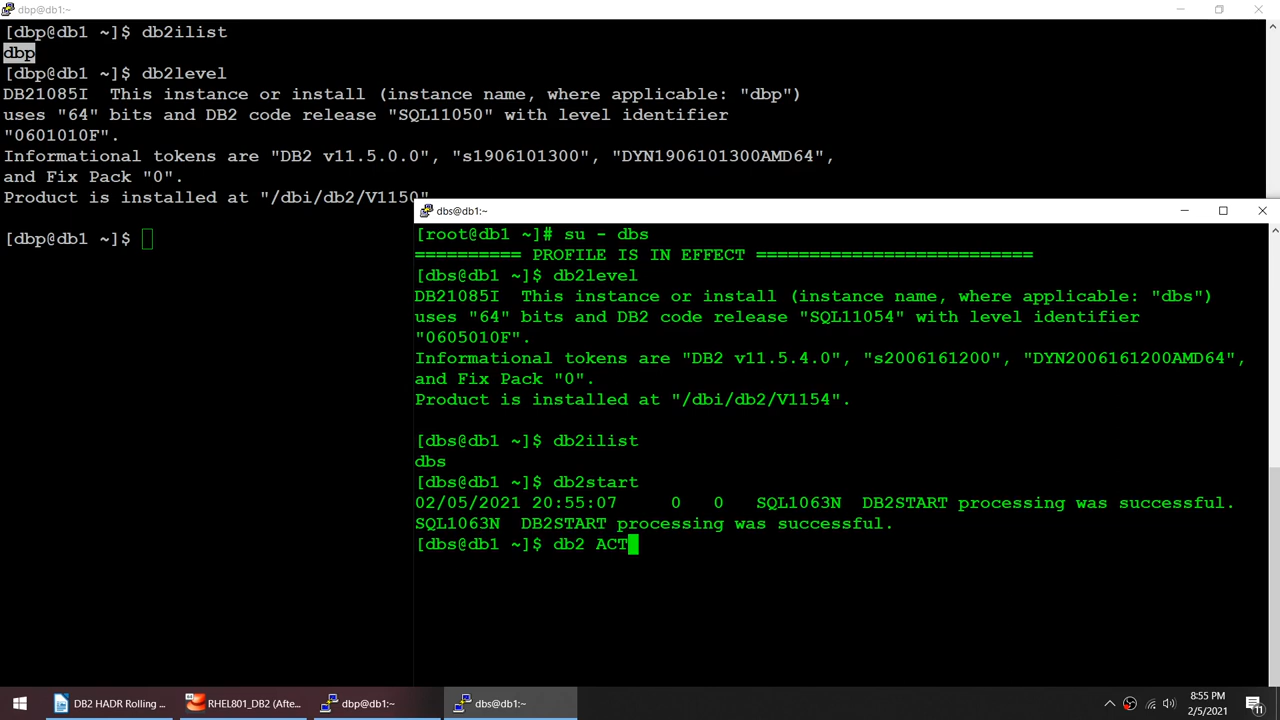 dbp@db1:~
[dbp@db1 ~]$ db2ilist
dbp
[dbp@db1 ~]$ db2level
DB21085I  This instance or install (instance name, where applicable: "dbp")
uses "64" bits and DB2 code release "SQL11050" with level identifier
"0601010F".
Informational tokens are "DB2 v11.5.0.0", "s1906101300", "DYN1906101300AMD64",
and Fix Pack "0".
Product is installed at "/dbi/db2/V1150"
[dbp@db1 ~]$
dbs@db1:~
[root@db1 ~]# su - dbs
========== PROFILE IS IN EFFECT ==========================
[dbs@db1 ~]$ db2level
DB21085I  This instance or install (instance name, where applicable: "dbs")
uses "64" bits and DB2 code release "SQL11054" with level identifier
"0605010F".
Informational tokens are "DB2 v11.5.4.0", "s2006161200", "DYN2006161200AMD64",
and Fix Pack "0".
Product is installed at "/dbi/db2/V1154".
[dbs@db1 ~]$ db2ilist
dbs
[dbs@db1 ~]$ db2start
02/05/2021 20:55:07     0   0   SQL1063N  DB2START processing was successful.
SQL1063N  DB2START processing was successful.
[dbs@db1 ~]$ db2 ACT
DB2 HADR Rolling ...
RHEL801_DB2 (Afte...
dbp@db1:~
dbs@db1:~
8:55 PM
2/5/2021
11